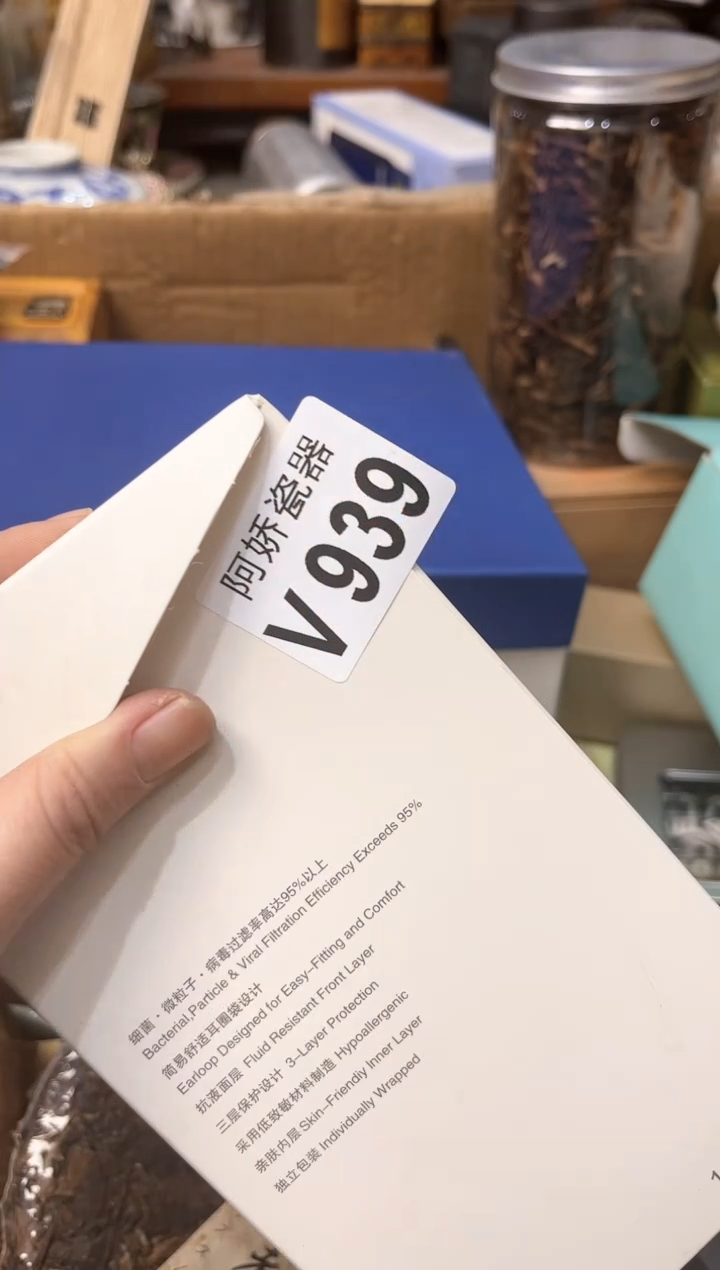 阿娇瓷器
V 939
细菌·微粒子·病毒过滤率高达95%以上
Bacterial,Particle & Viral Filtration Efficiency Exceeds 95%
简易舒适耳圈袋设计
Earloop Designed for Easy-Fitting and Comfort
抗液面层 Fluid Resistant Front Layer
三层保护设计 3-Layer Protection
采用低致敏材料制造 Hypoallergenic
亲肤内层 Skin-Friendly Inner Layer
独立包装 Individually Wrapped